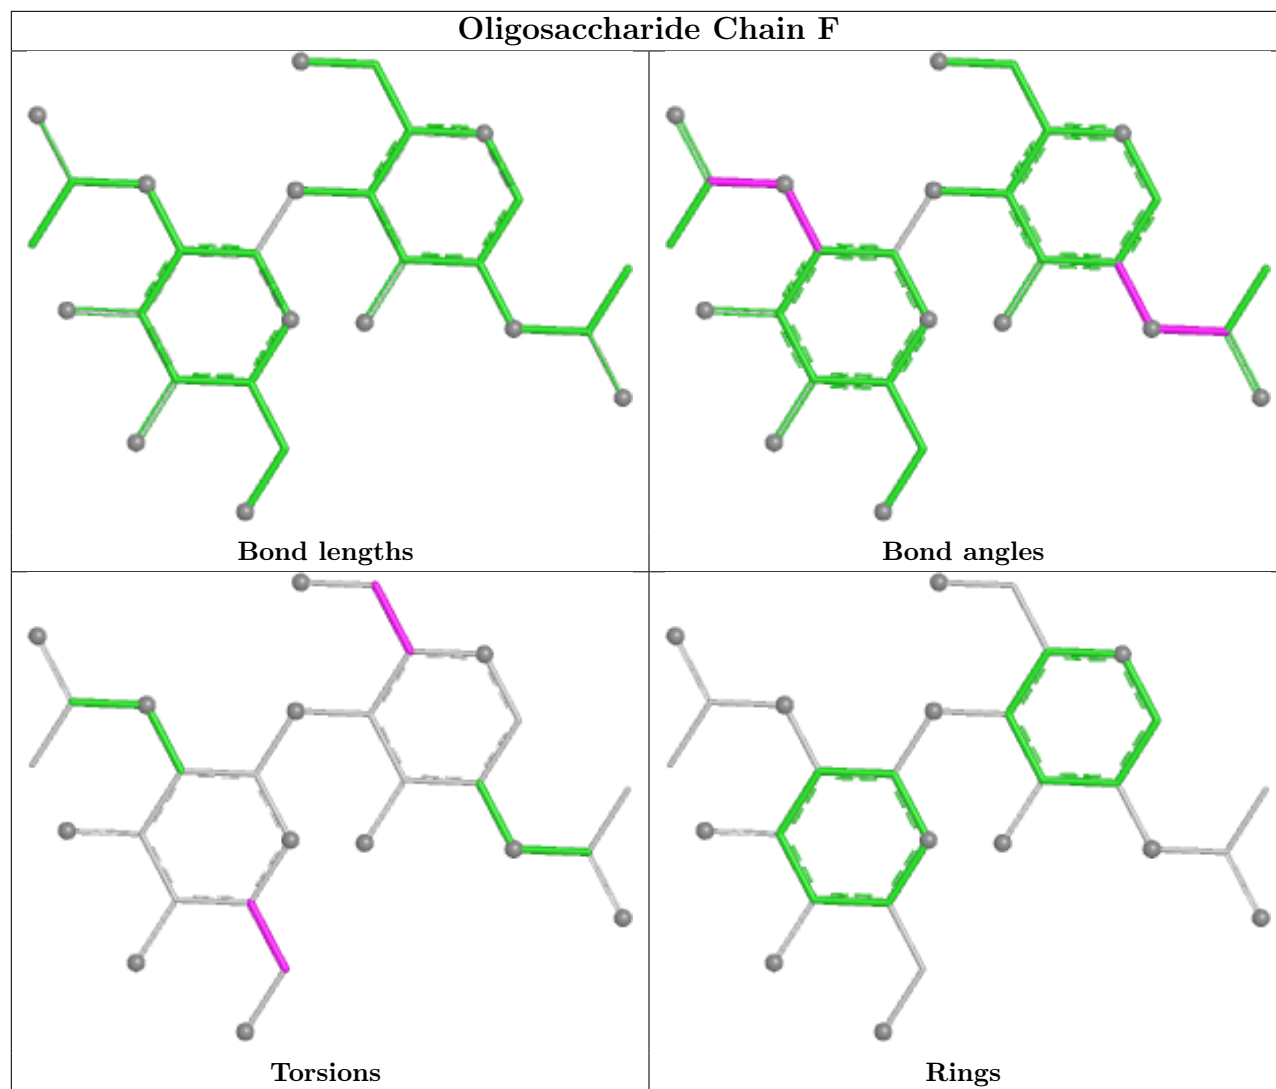 Oligosaccharide Chain F
Bond lengths
Bond angles
Torsions
Rings